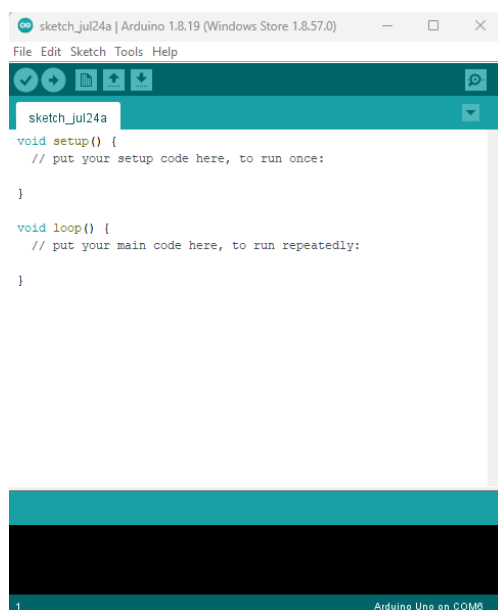 sketch_jul24a | Arduino 1.8.19 (Windows Store 1.8.57.0)
File Edit Sketch Tools Help
sketch_jul24a
void setup() {
  // put your setup code here, to run once:
}
void loop() {
  // put your main code here, to run repeatedly:
}
1 Arduino Uno on COM6